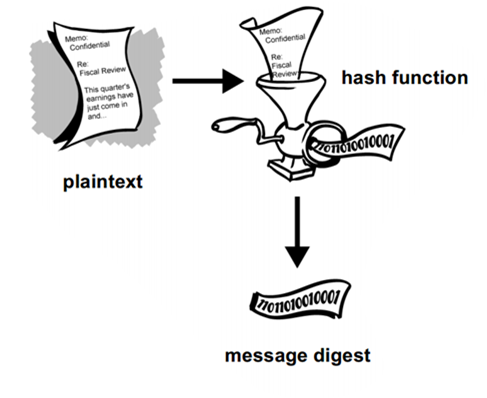 Memo:
Confidential
Re:
Fiscal Review
This quarter's
earnings have
just come in
and...
plaintext
Memo:
Confidential
Re:
Fiscal
Review
hash function
11011010010001
11011010010001
message digest